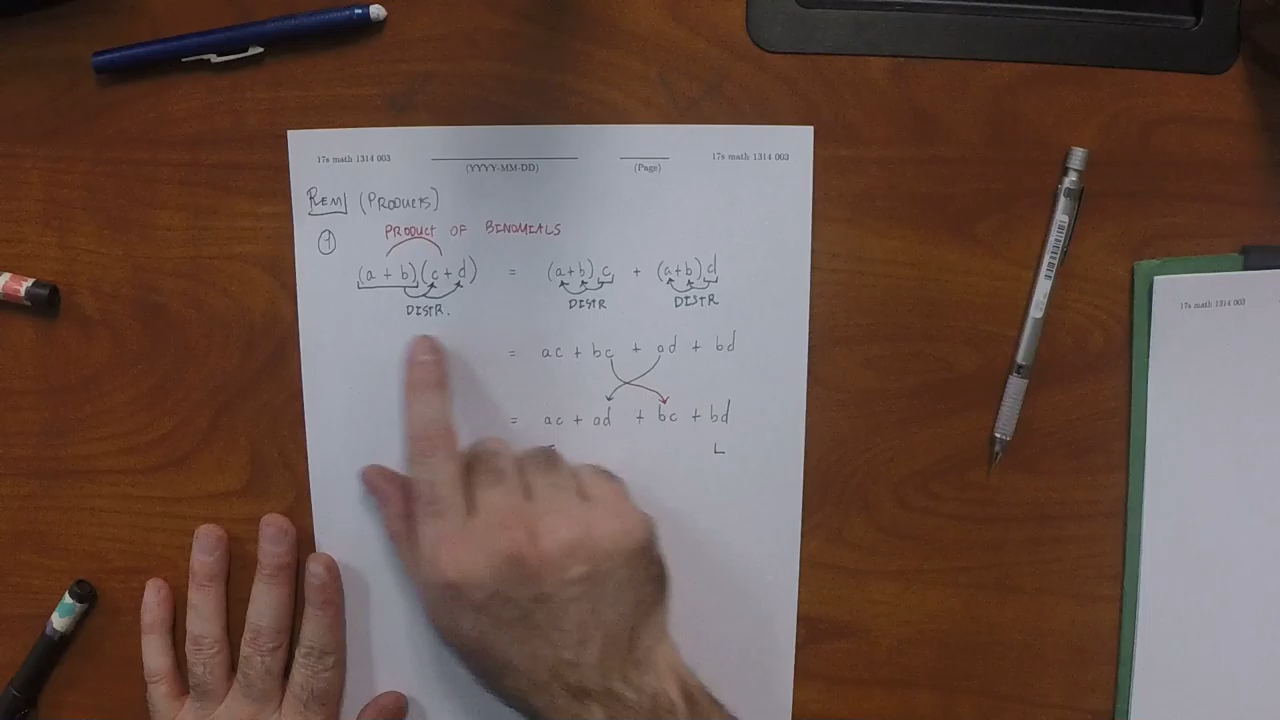 17s math 1314 003 (YYYY-MM-DD) (Page) 17s math 1314 003
REM (PRODUCTS)
PRODUCT OF BINOMIALS
1
(a + b)(c + d) = (a+b)c + (a+b)d
DISTR. DISTR DISTR
= ac + bc + ad + bd
= ac + ad + bc + bd
L
17s math 1314 003